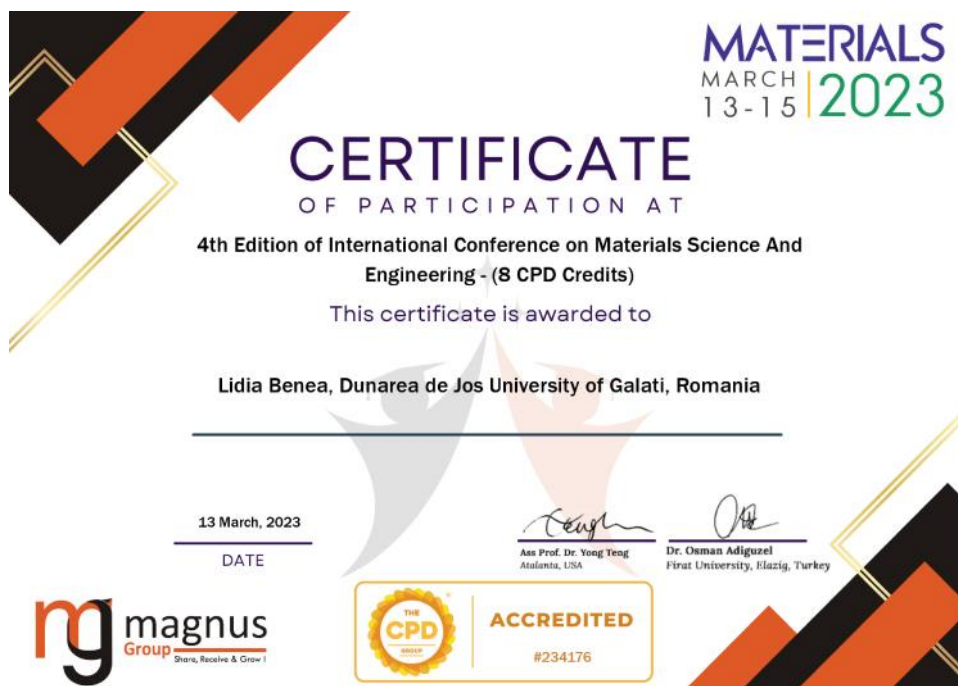 MATERIALS
MARCH
13-15
2023
CERTIFICATE
OF PARTICIPATION AT
4th Edition of International Conference on Materials Science And
Engineering - (8 CPD Credits)
This certificate is awarded to
Lidia Benea, Dunarea de Jos University of Galati, Romania
13 March, 2023
DATE
Ass Prof. Dr. Yong Teng
Atalanta, USA
Dr. Osman Adiguzel
Firat University, Elazig, Turkey
mg
magnus
Group
Share, Receive & Grow !
THE
CPD
GROUP
ACCREDITED
#234176